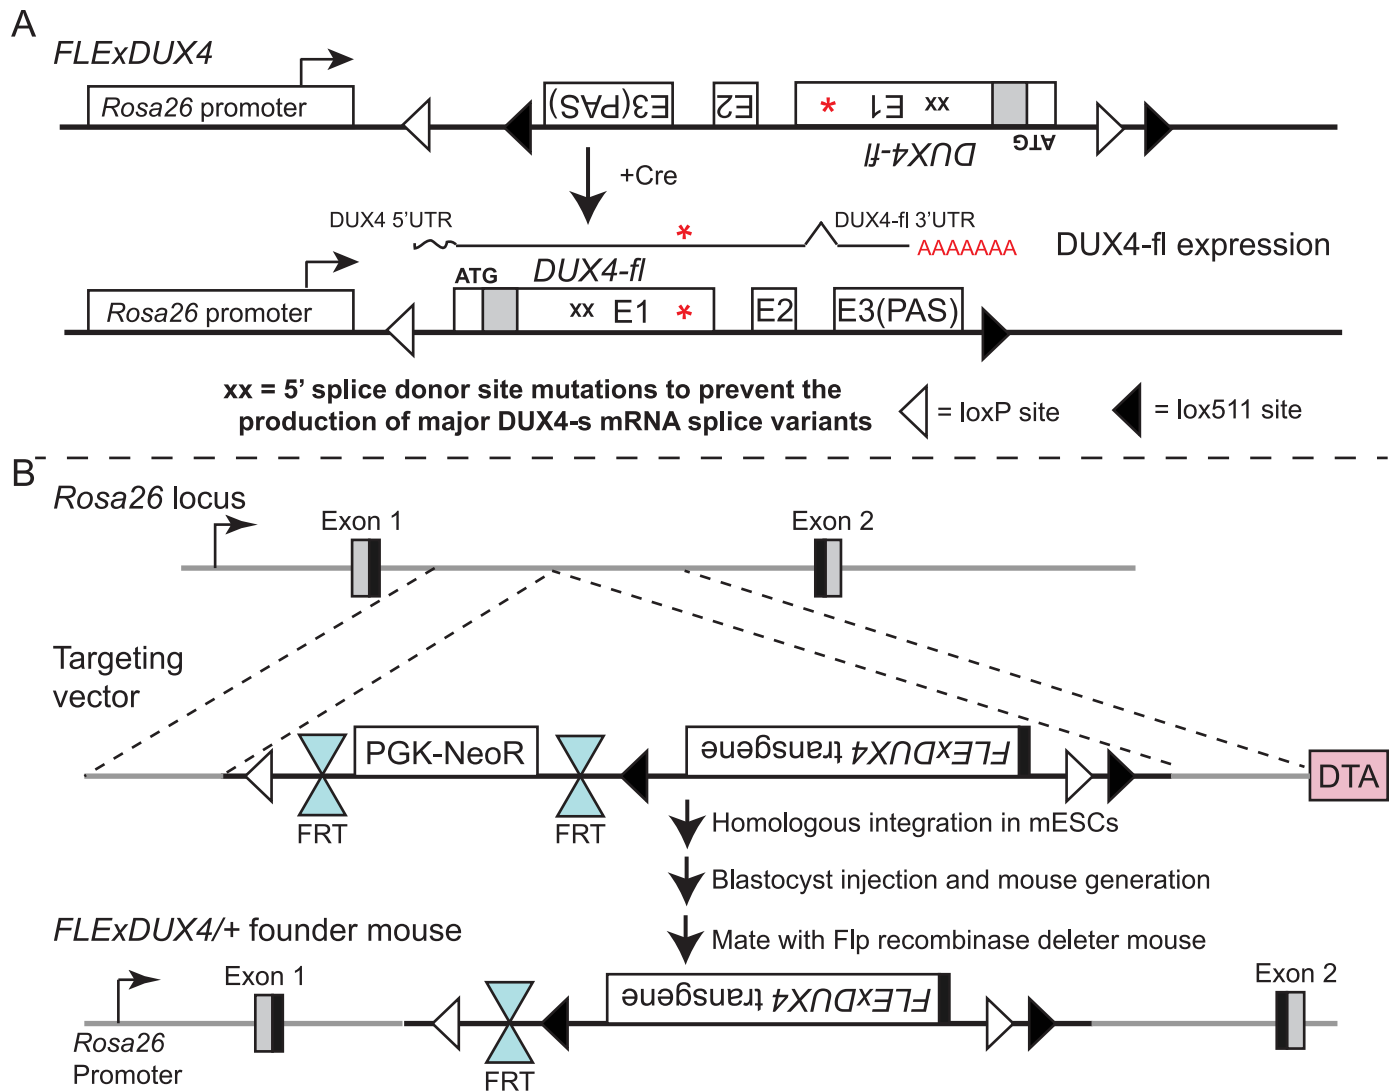 A
FLExDUX4
Rosa26 promoter
E3(PAS)
E2
* E1 xx
ATG
DUX4-fl
+Cre
DUX4 5'UTR
*
DUX4-fl 3'UTR
AAAAAAA
DUX4-fl expression
ATG
DUX4-fl
Rosa26 promoter
xx E1 *
E2
E3(PAS)
xx = 5' splice donor site mutations to prevent the
production of major DUX4-s mRNA splice variants
= loxP site
= lox511 site
B
Rosa26 locus
Exon 1
Exon 2
Targeting
vector
PGK-NeoR
FLExDUX4 transgene
DTA
FRT
FRT
Homologous integration in mESCs
Blastocyst injection and mouse generation
Mate with Flp recombinase deleter mouse
FLExDUX4/+ founder mouse
Exon 1
FLExDUX4 transgene
Exon 2
Rosa26
Promoter
FRT